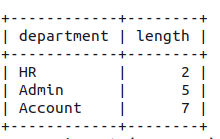 +------------+--------+
| department | length |
+------------+--------+
| HR         |      2 |
| Admin      |      5 |
| Account    |      7 |
+------------+--------+